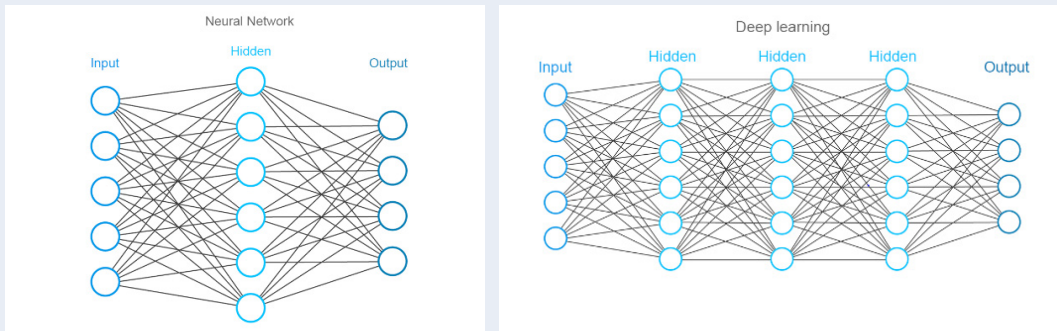 Neural Network
Input
Hidden
Output
Deep learning
Input
Hidden
Hidden
Hidden
Output